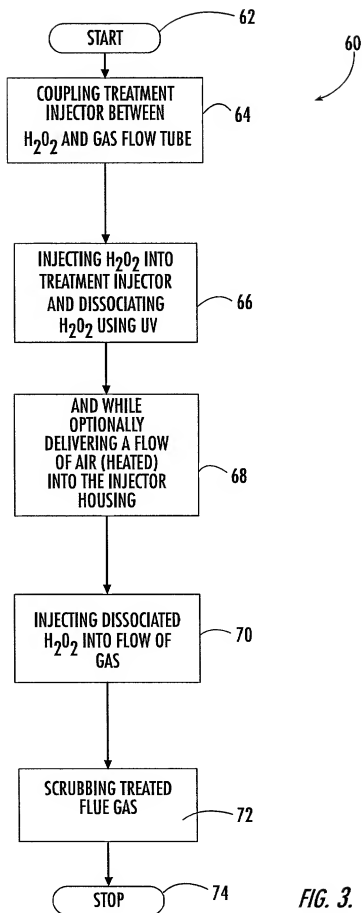 62
START
60
COUPLING TREATMENT
INJECTOR BETWEEN
H2O2 AND GAS FLOW TUBE
64
INJECTING H2O2 INTO
TREATMENT INJECTOR
AND DISSOCIATING
H2O2 USING UV
66
AND WHILE
OPTIONALLY
DELIVERING A FLOW
OF AIR (HEATED)
INTO THE INJECTOR
HOUSING
68
INJECTING DISSOCIATED
H2O2 INTO FLOW OF
GAS
70
SCRUBBING TREATED
FLUE GAS
72
STOP
74
FIG. 3.